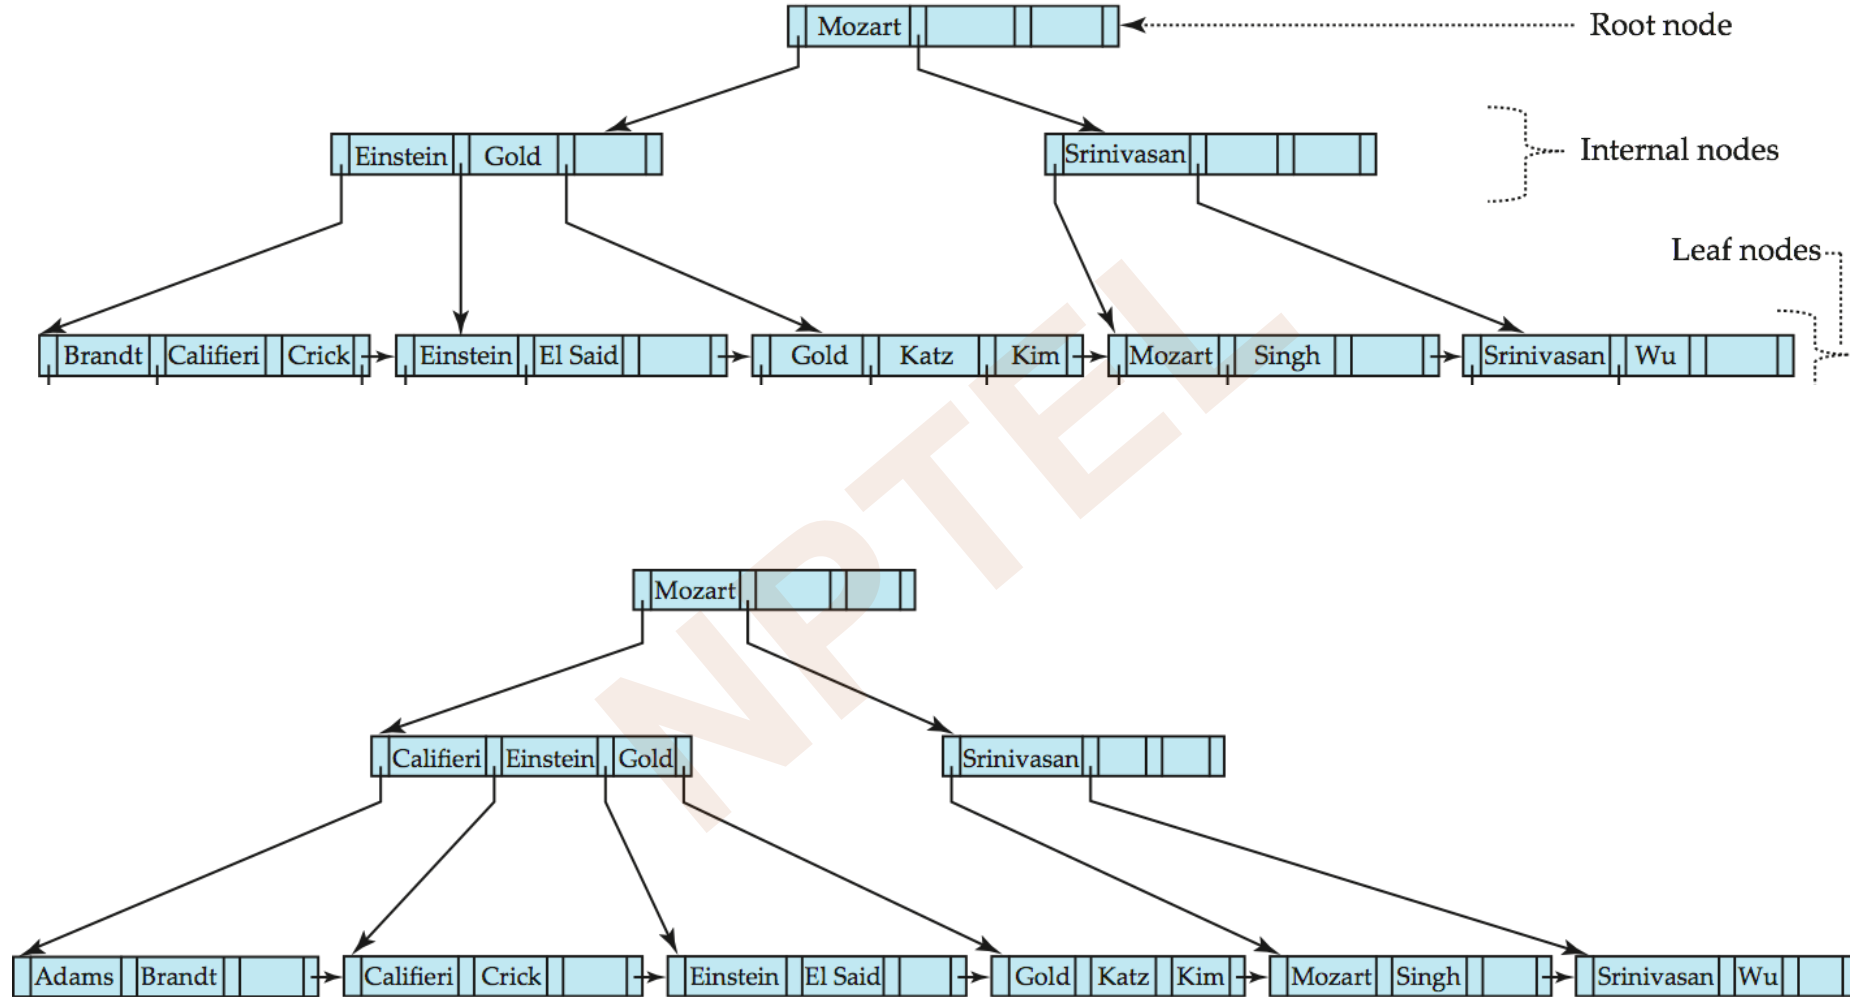 Mozart
Root node
Einstein Gold
Srinivasan
Internal nodes
Leaf nodes
Brandt Califieri Crick
Einstein El Said
Gold Katz Kim
Mozart Singh
Srinivasan Wu
NPTEL
Mozart
Califieri Einstein Gold
Srinivasan
Adams Brandt
Califieri Crick
Einstein El Said
Gold Katz Kim
Mozart Singh
Srinivasan Wu